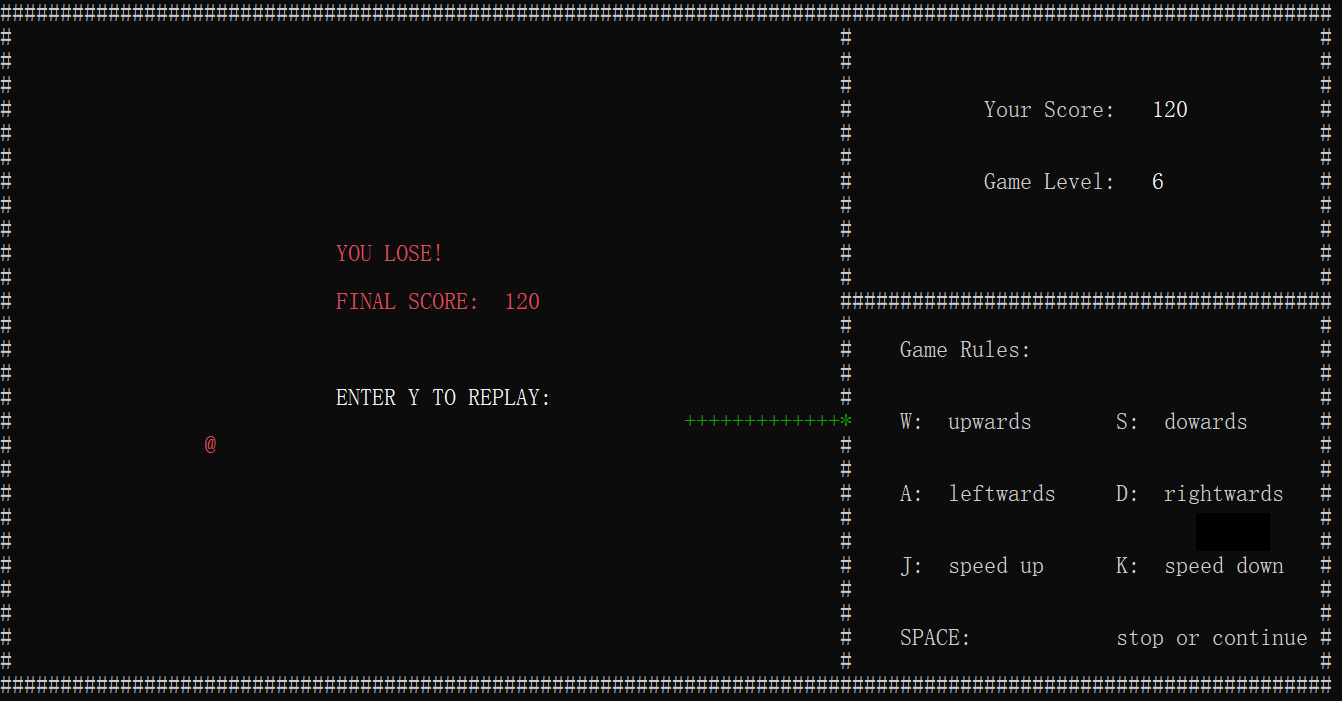 Your Score: 120
Game Level: 6
YOU LOSE!
FINAL SCORE: 120
ENTER Y TO REPLAY:
+++++++++++++*
@
Game Rules:
W: upwards S: dowards
A: leftwards D: rightwards
J: speed up K: speed down
SPACE: stop or continue